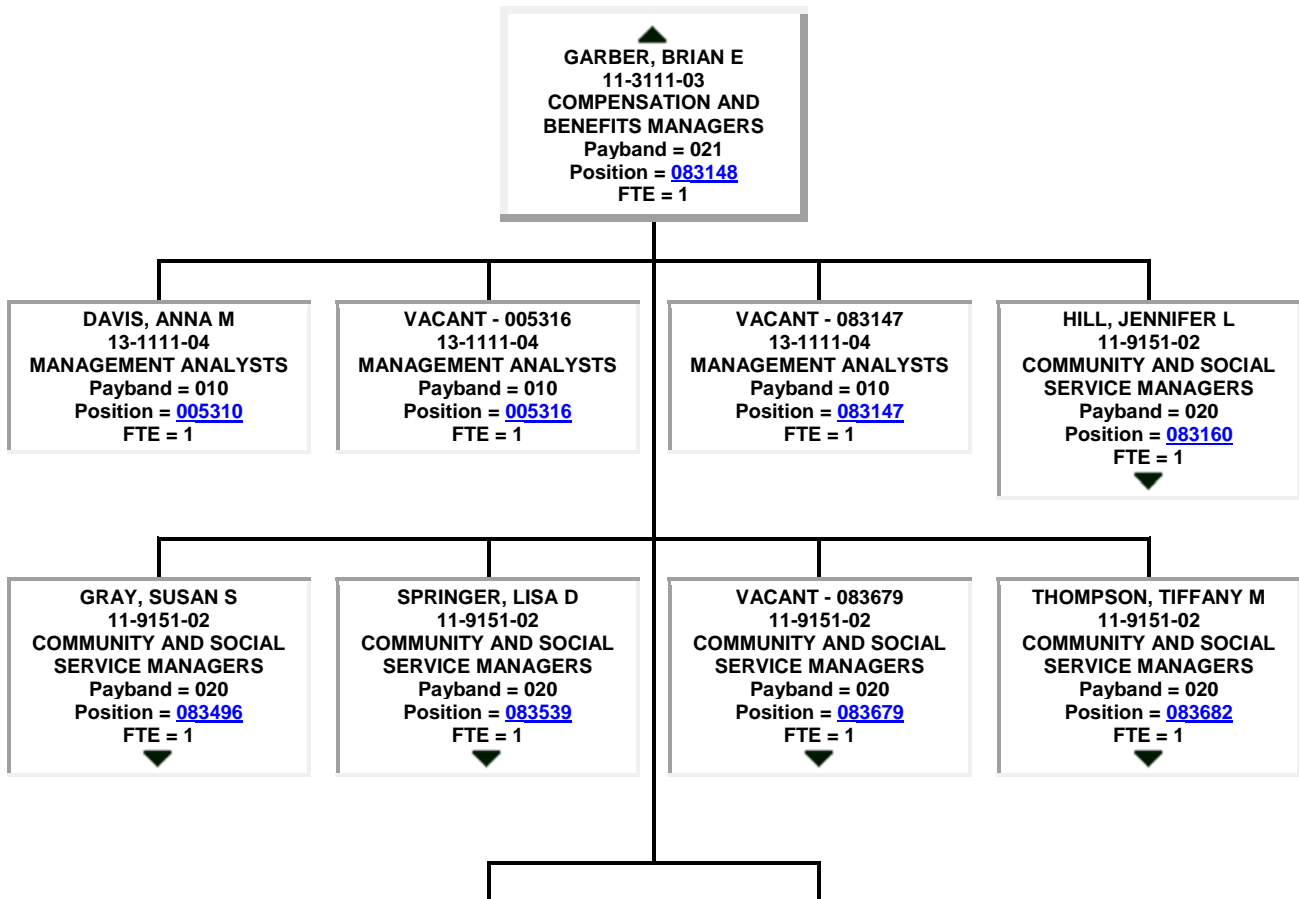 GARBER, BRIAN E
11-3111-03
COMPENSATION AND
BENEFITS MANAGERS
Payband = 021
Position = 083148
FTE = 1
DAVIS, ANNA M
13-1111-04
MANAGEMENT ANALYSTS
Payband = 010
Position = 005310
FTE = 1
VACANT - 005316
13-1111-04
MANAGEMENT ANALYSTS
Payband = 010
Position = 005316
FTE = 1
VACANT - 083147
13-1111-04
MANAGEMENT ANALYSTS
Payband = 010
Position = 083147
FTE = 1
HILL, JENNIFER L
11-9151-02
COMMUNITY AND SOCIAL
SERVICE MANAGERS
Payband = 020
Position = 083160
FTE = 1
GRAY, SUSAN S
11-9151-02
COMMUNITY AND SOCIAL
SERVICE MANAGERS
Payband = 020
Position = 083496
FTE = 1
SPRINGER, LISA D
11-9151-02
COMMUNITY AND SOCIAL
SERVICE MANAGERS
Payband = 020
Position = 083539
FTE = 1
VACANT - 083679
11-9151-02
COMMUNITY AND SOCIAL
SERVICE MANAGERS
Payband = 020
Position = 083679
FTE = 1
THOMPSON, TIFFANY M
11-9151-02
COMMUNITY AND SOCIAL
SERVICE MANAGERS
Payband = 020
Position = 083682
FTE = 1